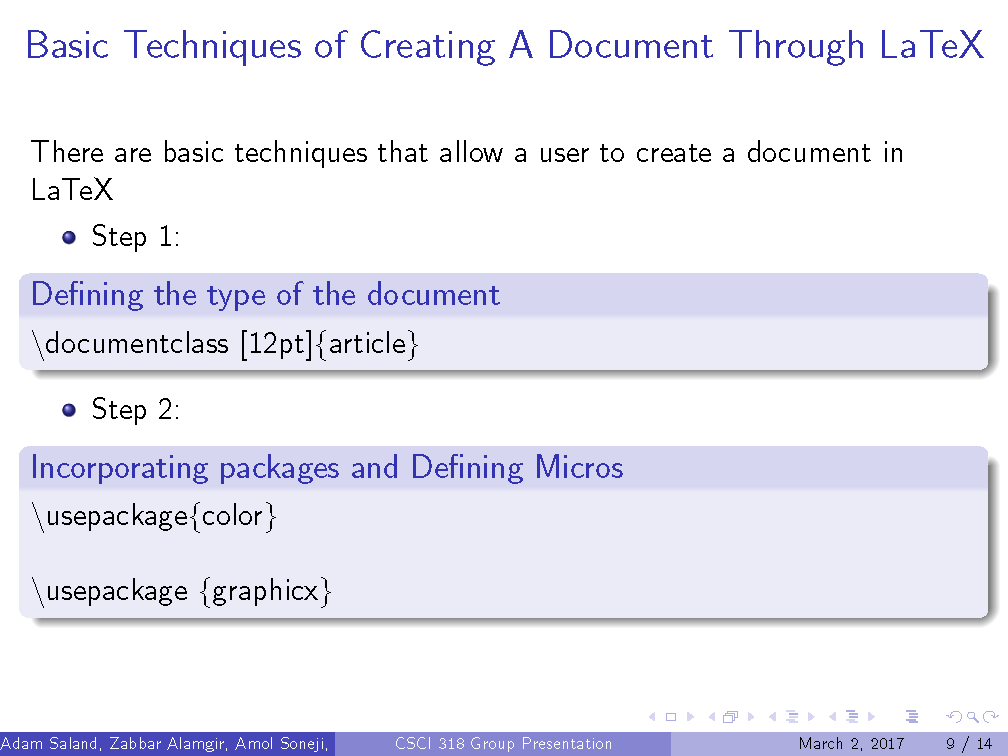 Basic Techniques of Creating A Document Through LaTeX
There are basic techniques that allow a user to create a document in
LaTeX
Step 1:
Defining the type of the document
\documentclass [12pt]{article}
Step 2:
Incorporating packages and Defining Micros
\usepackage{color}
\usepackage {graphicx}
Adam Saland, Zabbar Alamgir, Amol Soneji, CSCI 318 Group Presentation March 2, 2017 9 / 14